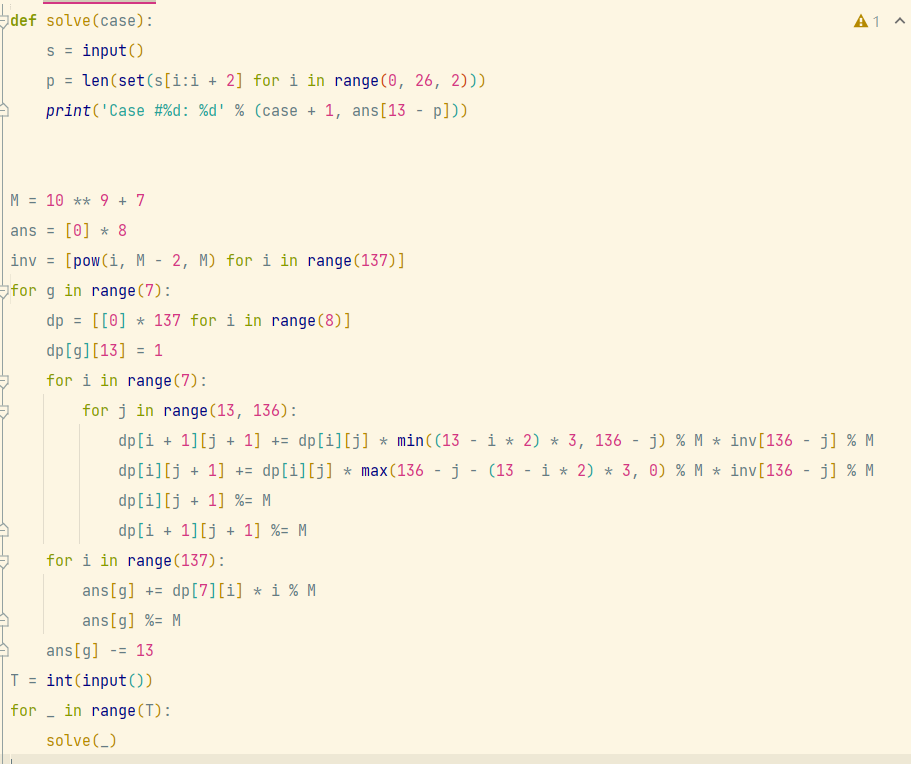 def solve(case):
    s = input()
    p = len(set(s[i:i + 2] for i in range(0, 26, 2)))
    print('Case #%d: %d' % (case + 1, ans[13 - p]))
M = 10 ** 9 + 7
ans = [0] * 8
inv = [pow(i, M - 2, M) for i in range(137)]
for g in range(7):
    dp = [[0] * 137 for i in range(8)]
    dp[g][13] = 1
    for i in range(7):
        for j in range(13, 136):
            dp[i + 1][j + 1] += dp[i][j] * min((13 - i * 2) * 3, 136 - j) % M * inv[136 - j] % M
            dp[i][j + 1] += dp[i][j] * max(136 - j - (13 - i * 2) * 3, 0) % M * inv[136 - j] % M
            dp[i][j + 1] %= M
            dp[i + 1][j + 1] %= M
    for i in range(137):
        ans[g] += dp[7][i] * i % M
        ans[g] %= M
    ans[g] -= 13
T = int(input())
for _ in range(T):
    solve(_)
1